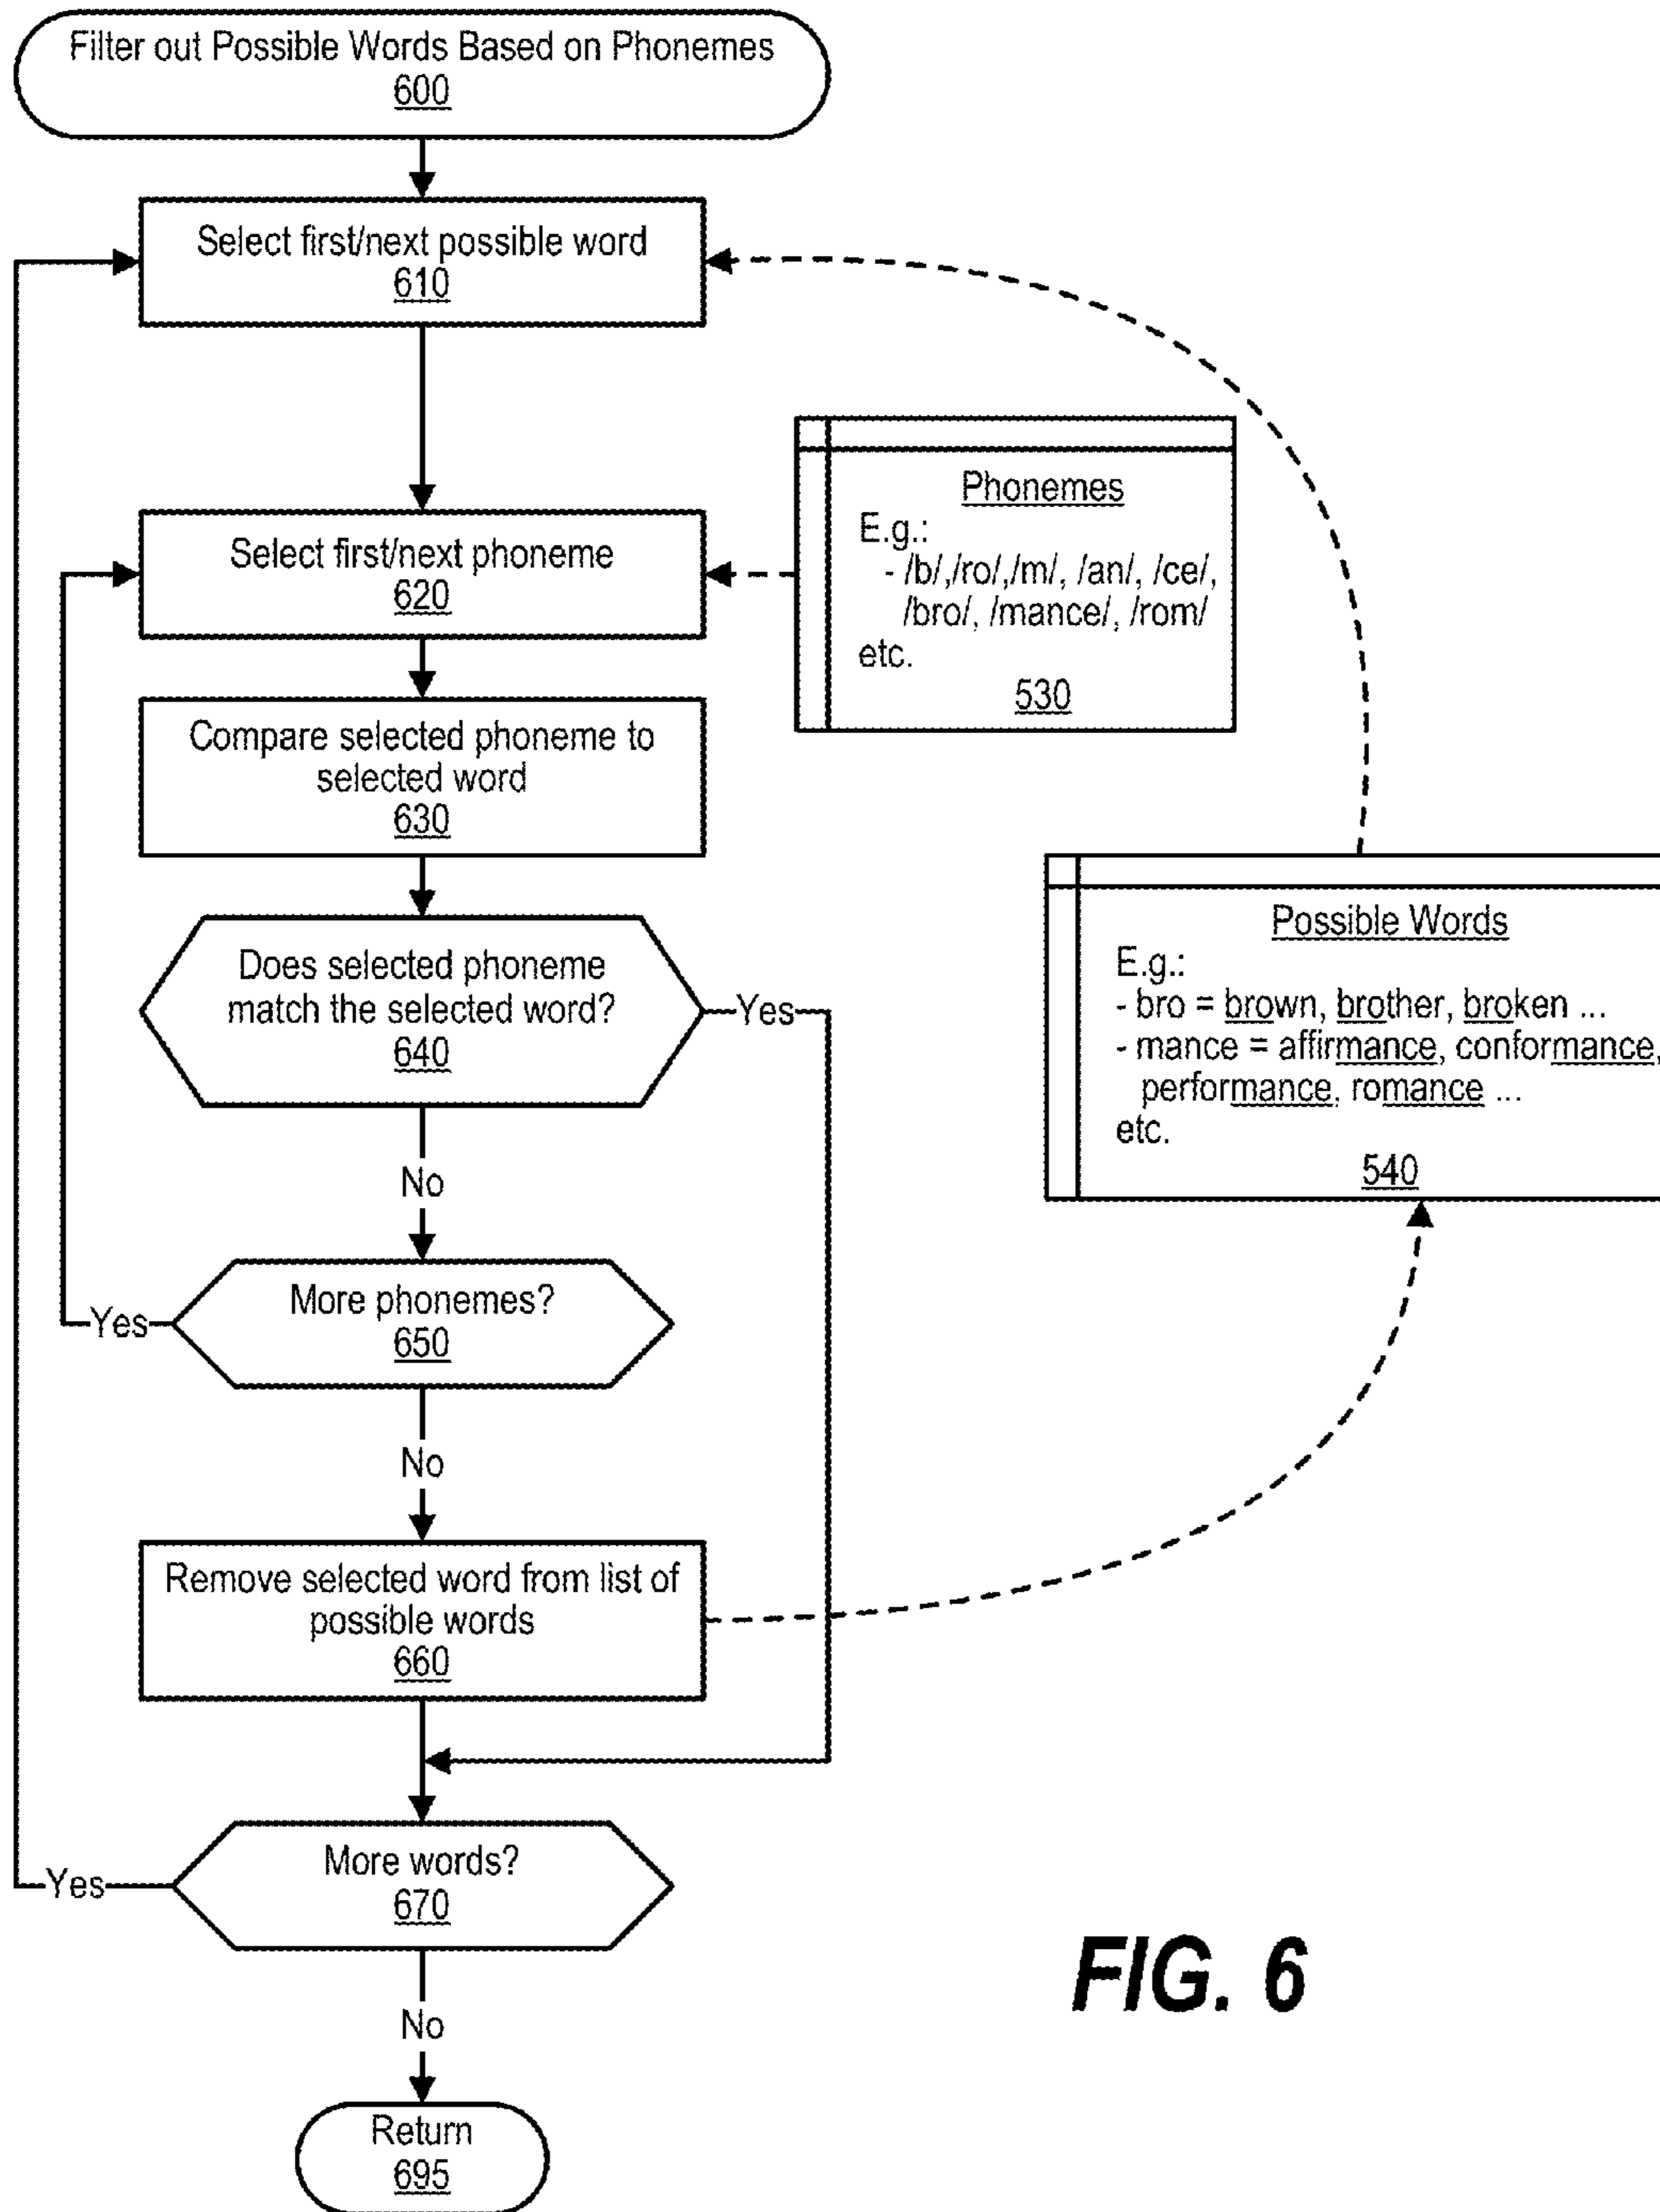 Filter out Possible Words Based on Phonemes
600
Select first/next possible word
610
Phonemes
E.g.:
- /b/,/ro/,/m/, /an/, /ce/,
/bro/, /mance/, /rom/
etc.
530
Select first/next phoneme
620
Compare selected phoneme to
selected word
630
Possible Words
E.g.:
- bro = brown, brother, broken ...
- mance = affirmance, conformance,
performance, romance ...
etc.
540
Does selected phoneme
match the selected word?
640
Yes
No
More phonemes?
650
Yes
No
Remove selected word from list of
possible words
660
More words?
670
Yes
No
Return
695
FIG. 6